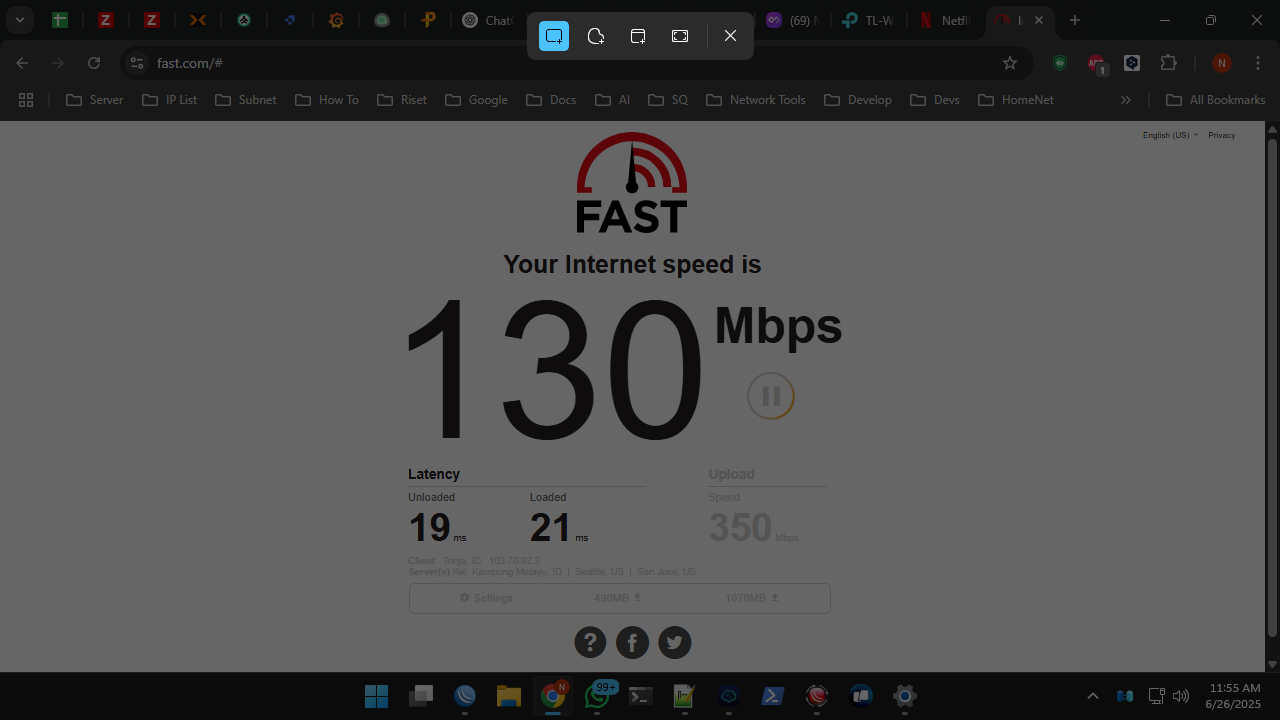 ChatG
(69) N
TL-W
Netfl
fast.com/#
1
N
Server
IP List
Subnet
How To
Riset
Google
Docs
AI
SQ
Network Tools
Develop
Devs
HomeNet
All Bookmarks
English (US)
Privacy
FAST
Your Internet speed is
130 Mbps
Latency
Upload
Unloaded
Loaded
Speed
19 ms
21 ms
350 Mbps
Client Tonja, ID 103.70.92.2
Server(s) Kel. Kampung Melayu, ID | Seattle, US | San Jose, US
Settings
490MB
1070MB
99+
N
11:55 AM
6/26/2025